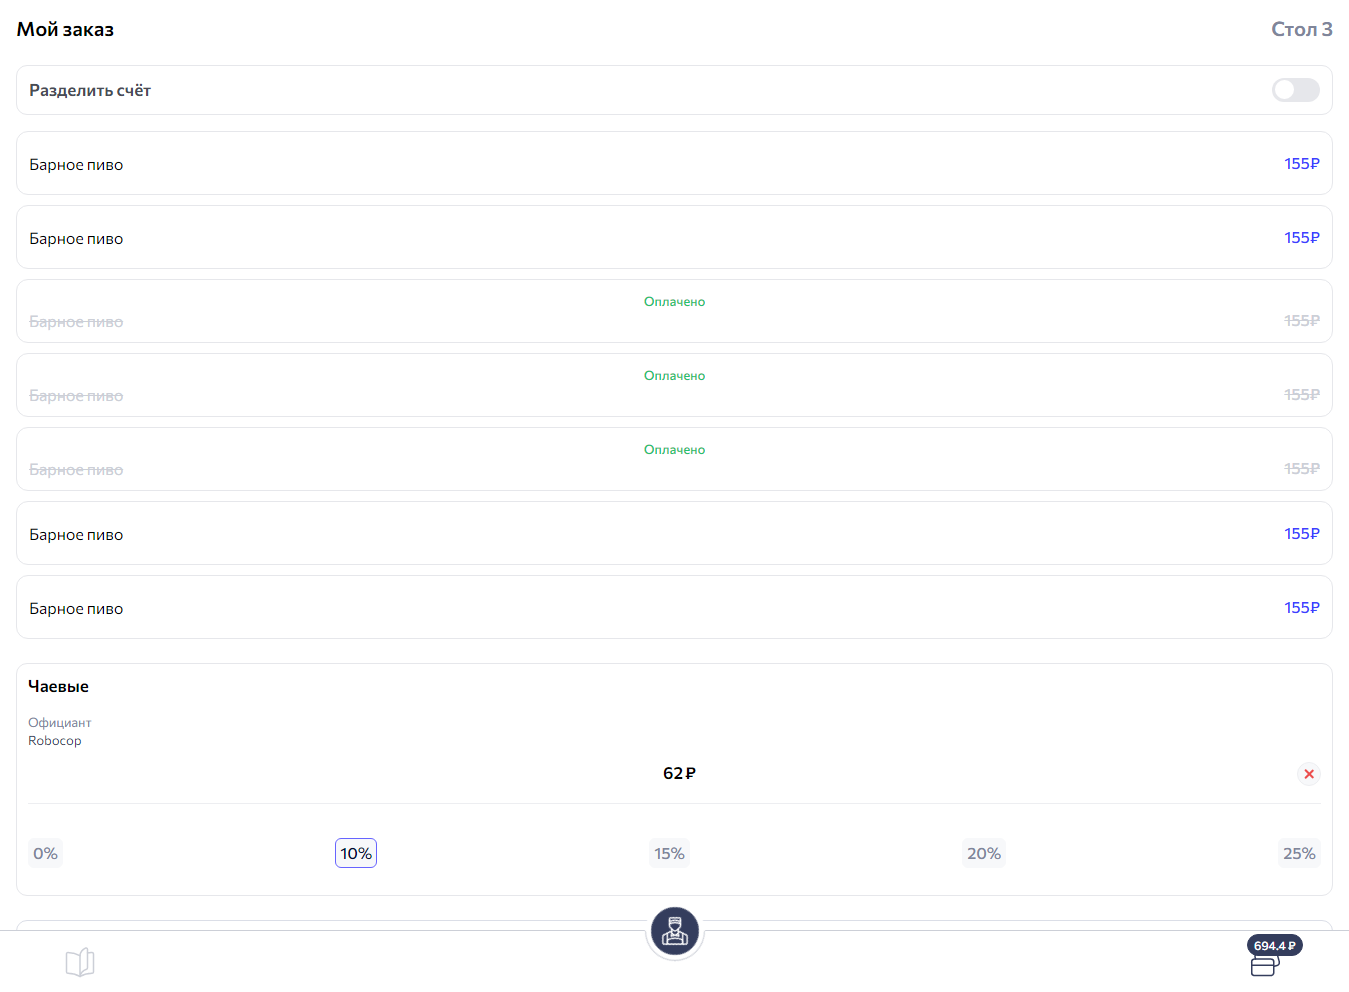 Мой заказ
Стол 3
Разделить счёт
Барное пиво 155₽
Барное пиво 155₽
Оплачено
Барное пиво 155₽
Оплачено
Барное пиво 155₽
Оплачено
Барное пиво 155₽
Барное пиво 155₽
Барное пиво 155₽
Чаевые
Официант
Robocop
62 ₽
0% 10% 15% 20% 25%
694.4 ₽